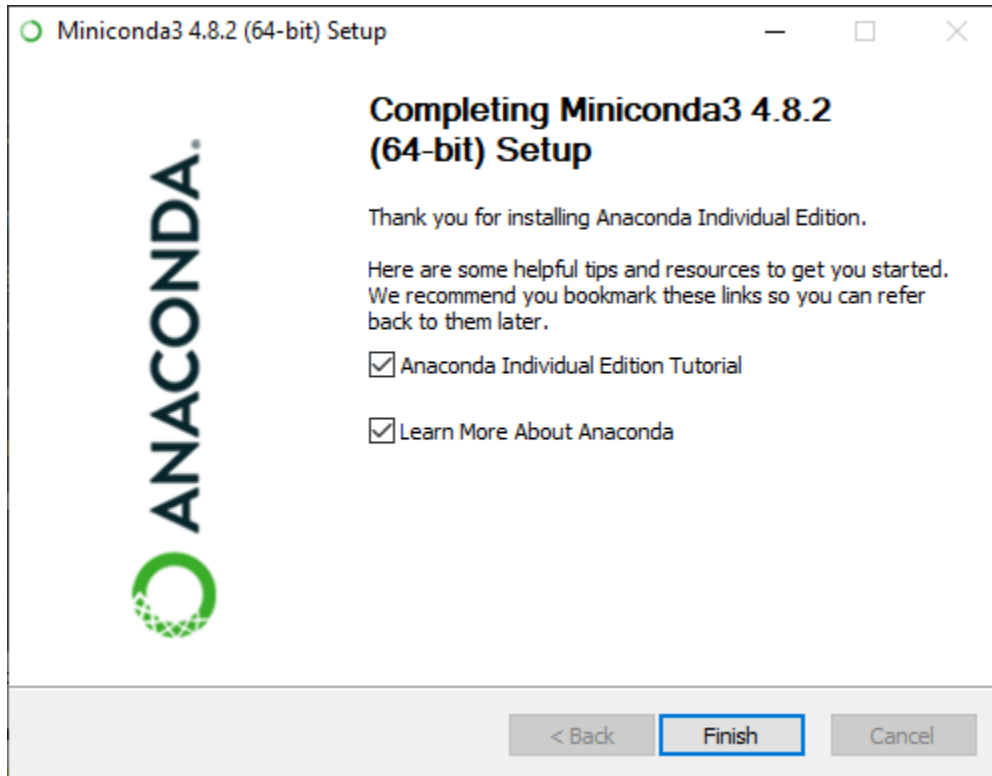 Miniconda3 4.8.2 (64-bit) Setup
ANACONDA.
Completing Miniconda3 4.8.2
(64-bit) Setup
Thank you for installing Anaconda Individual Edition.
Here are some helpful tips and resources to get you started.
We recommend you bookmark these links so you can refer
back to them later.
Anaconda Individual Edition Tutorial
Learn More About Anaconda
< Back
Finish
Cancel